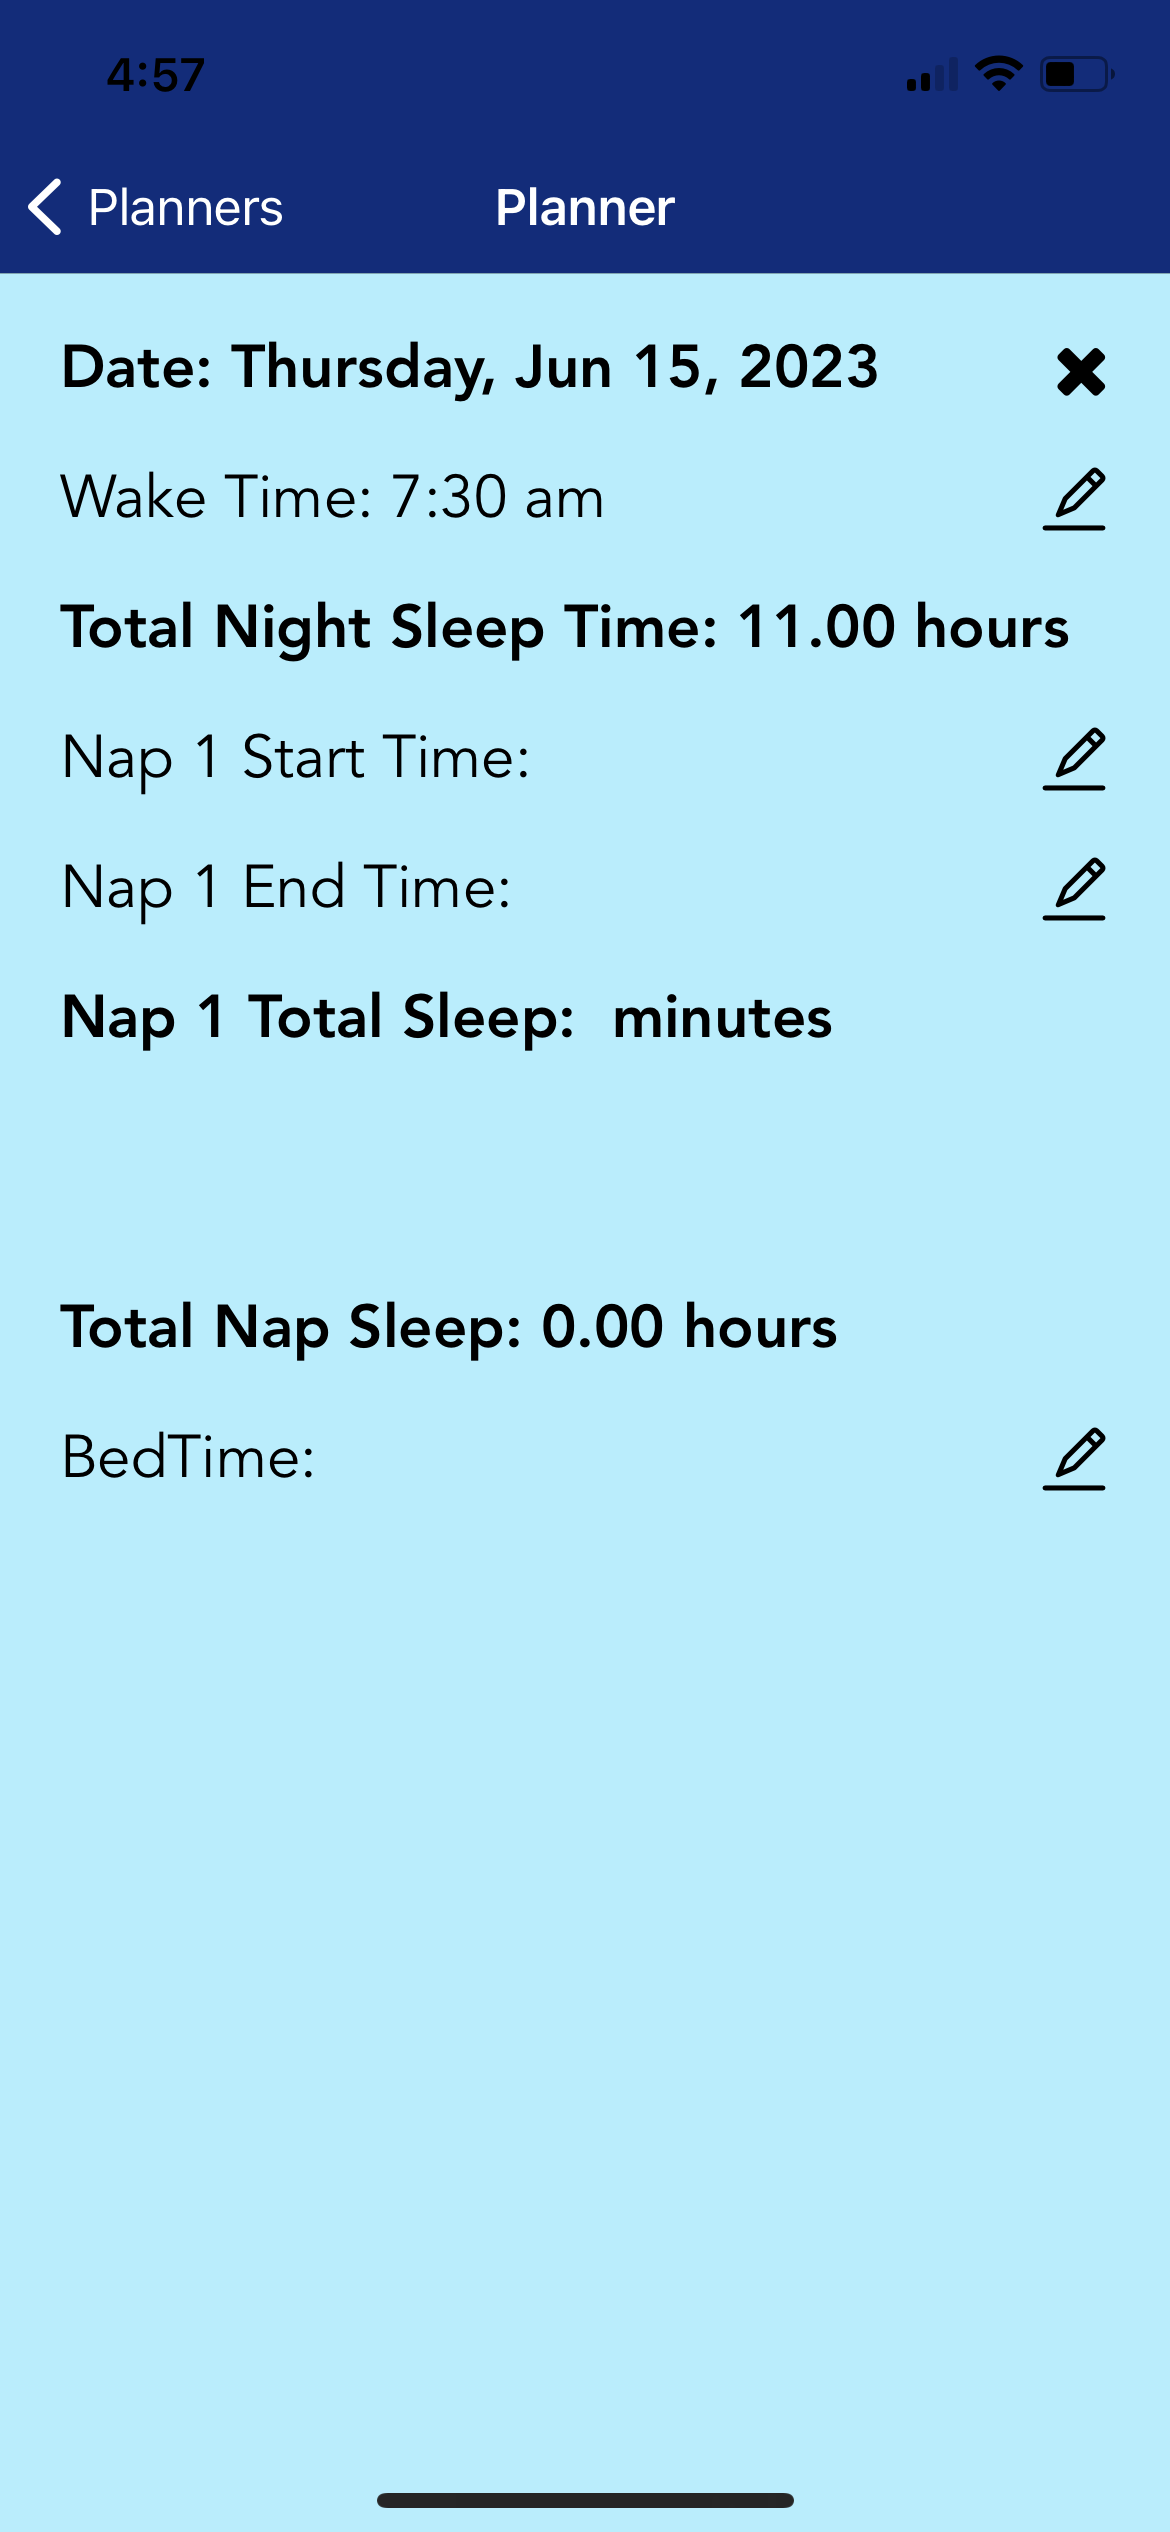 4:57
Planners
Planner
Date: Thursday, Jun 15, 2023
Wake Time: 7:30 am
Total Night Sleep Time: 11.00 hours
Nap 1 Start Time:
Nap 1 End Time:
Nap 1 Total Sleep:  minutes
Total Nap Sleep: 0.00 hours
BedTime: